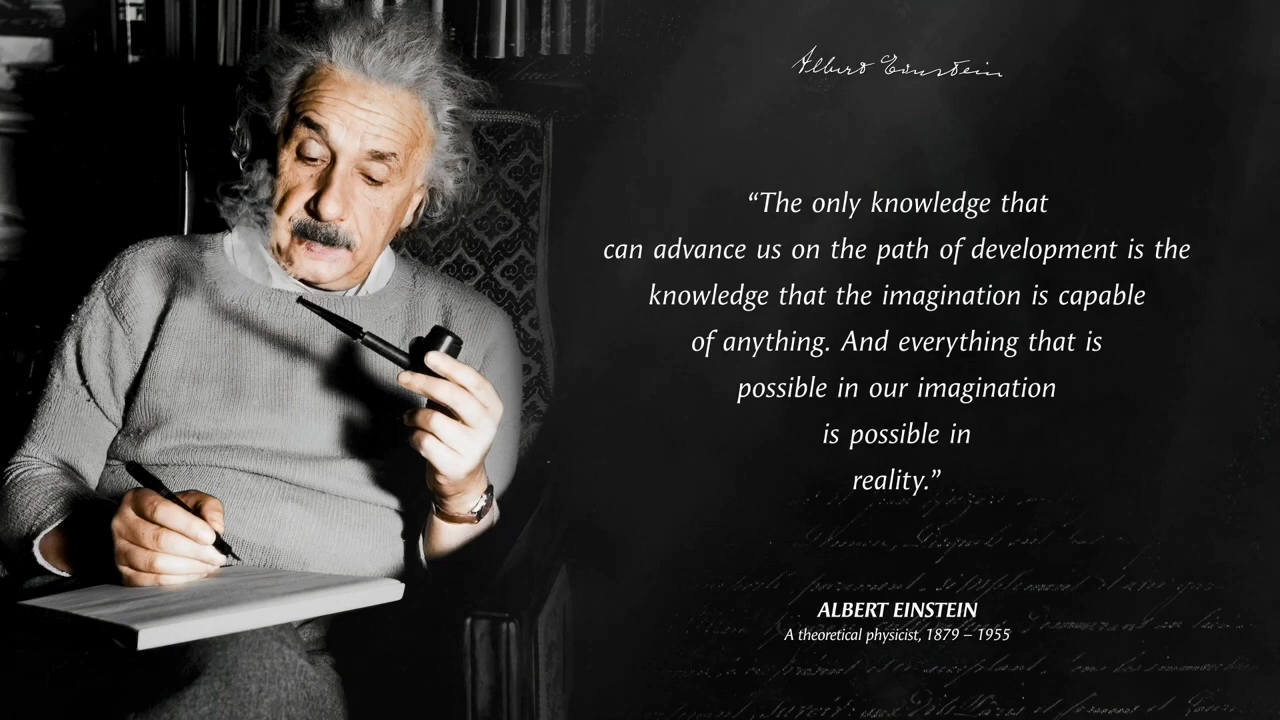 Albert Einstein
“The only knowledge that
can advance us on the path of development is the
knowledge that the imagination is capable
of anything. And everything that is
possible in our imagination
is possible in
reality.”
ALBERT EINSTEIN
A theoretical physicist, 1879 – 1955